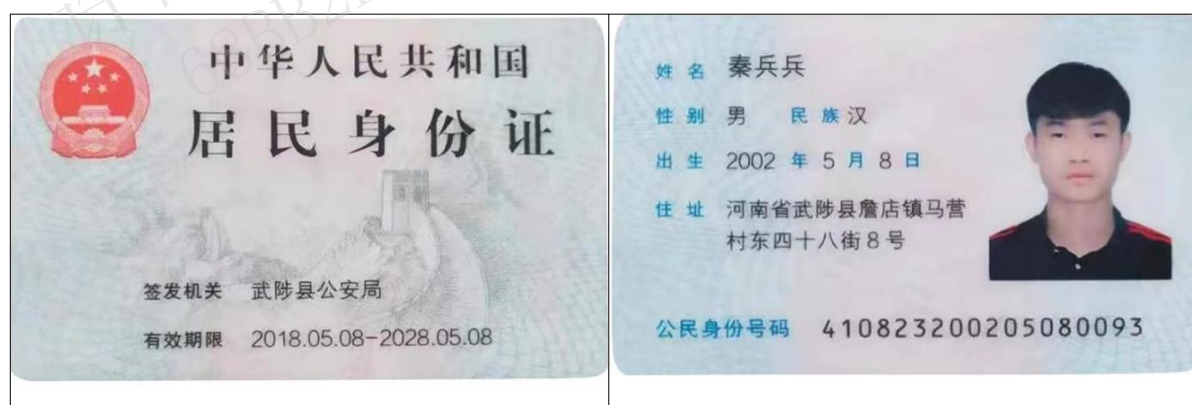 中华人民共和国
居民身份证
签发机关 武陟县公安局
有效期限 2018.05.08-2028.05.08
姓名 秦兵兵
性别 男 民族 汉
出生 2002 年 5 月 8 日
住址 河南省武陟县詹店镇马营
村东四十八街8号
公民身份号码 410823200205080093